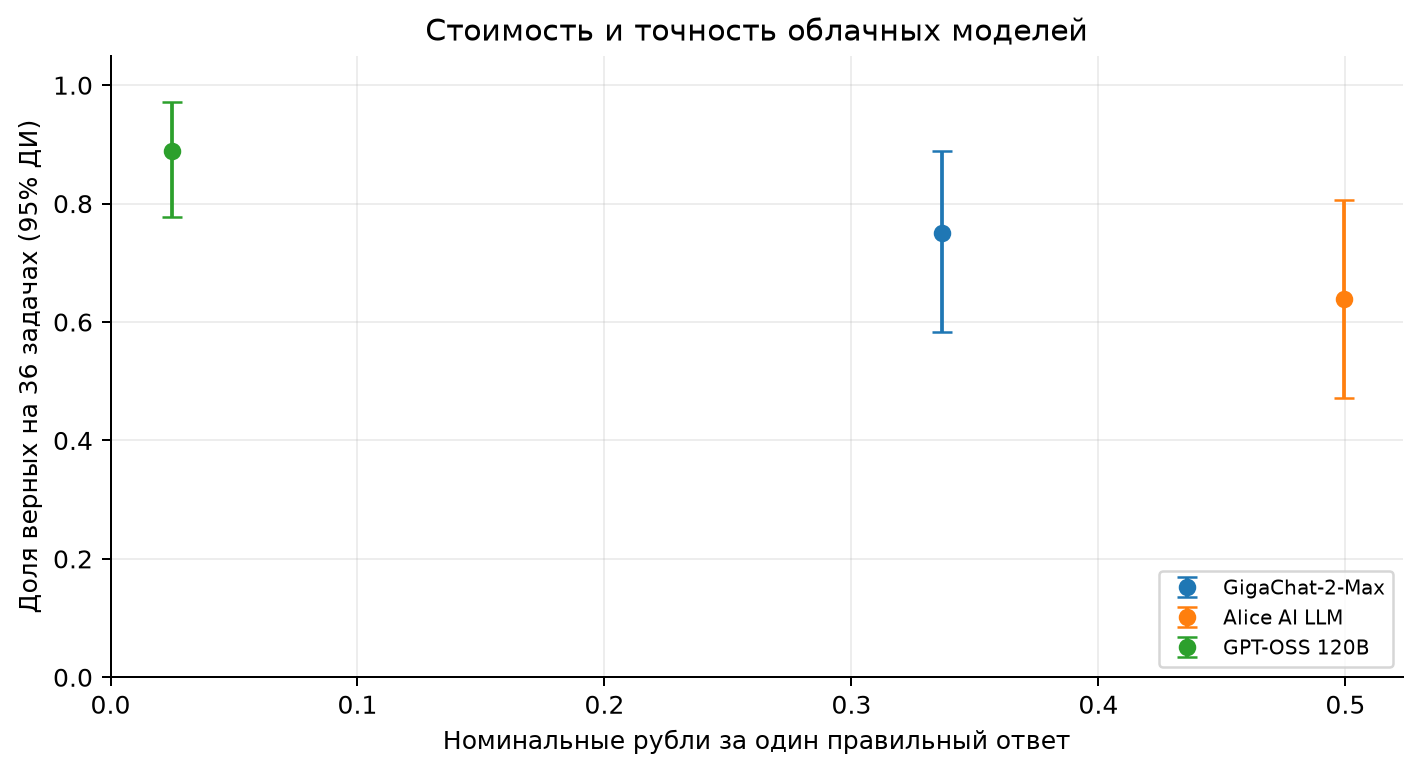 Стоимость и точность облачных моделей
Доля верных на 36 задачах (95% ДИ)
1.0
0.8
0.6
0.4
0.2
0.0
0.0 0.1 0.2 0.3 0.4 0.5
Номинальные рубли за один правильный ответ
GigaChat-2-Max
Alice AI LLM
GPT-OSS 120B